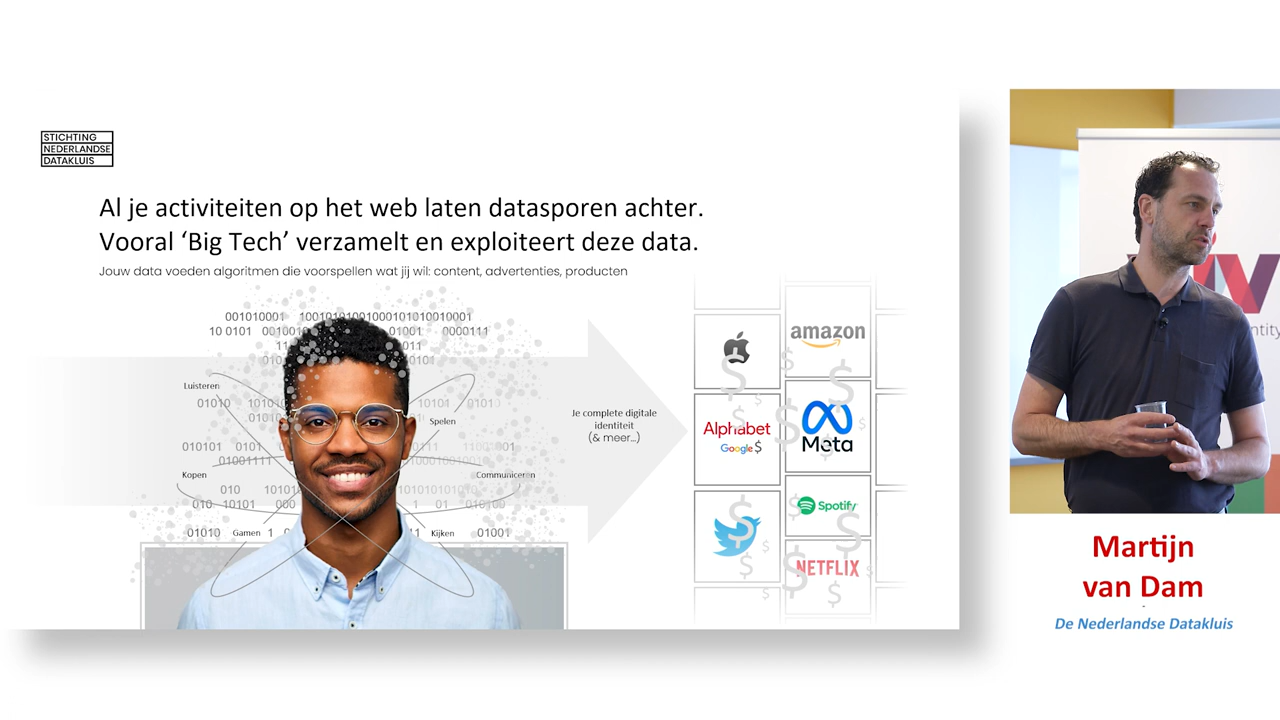 STICHTING
NEDERLANDSE
DATAKLUIS
Al je activiteiten op het web laten datasporen achter.
Vooral ‘Big Tech’ verzamelt en exploiteert deze data.
Jouw data voeden algoritmen die voorspellen wat jij wil: content, advertenties, producten
Luisteren
Spelen
Kopen
Communiceren
Gamen
Kijken
Je complete digitale
identiteit
(& meer...)
amazon
Alphabet
Google
Meta
Spotify
NETFLIX
Martijn
van Dam
De Nederlandse Datakluis